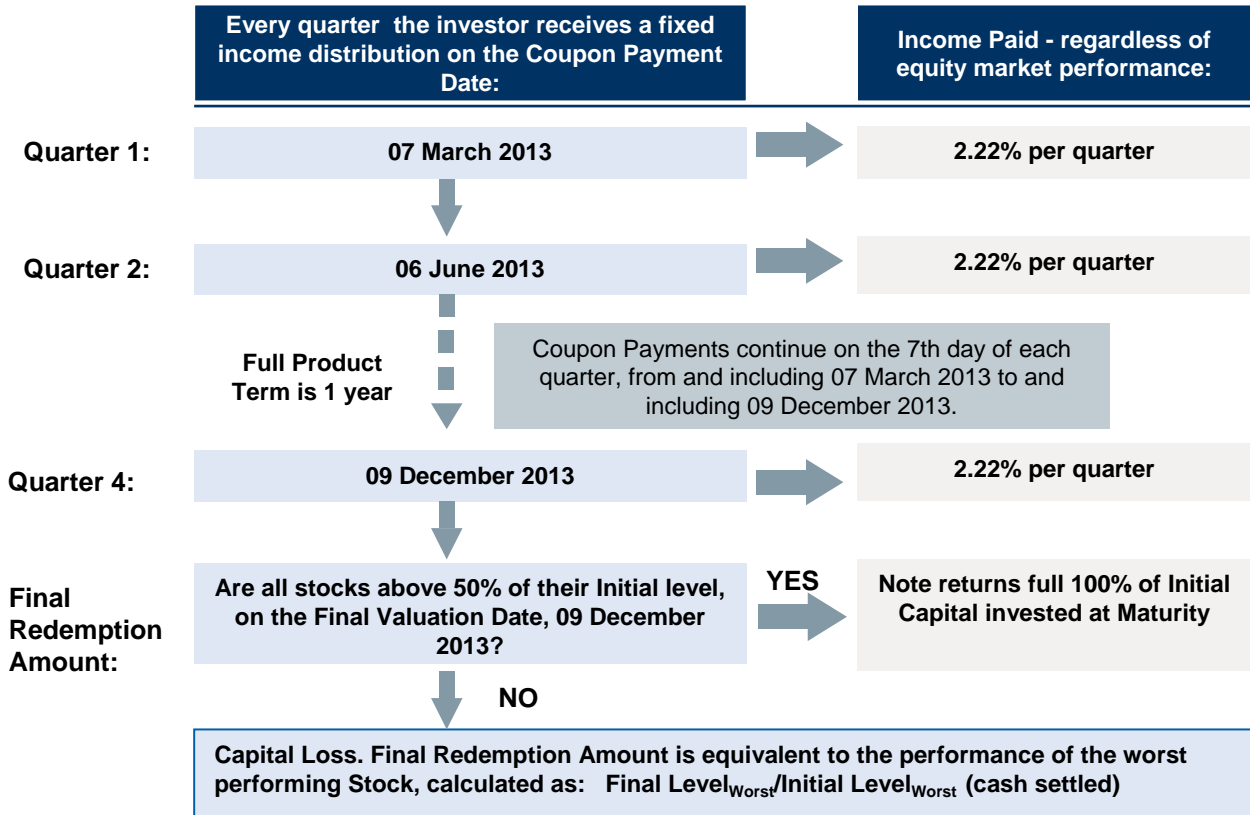 Every quarter the investor receives a fixed
income distribution on the Coupon Payment
Date:
Income Paid - regardless of
equity market performance:
Quarter 1:
07 March 2013
2.22% per quarter
Quarter 2:
06 June 2013
2.22% per quarter
Full Product
Term is 1 year
Coupon Payments continue on the 7th day of each
quarter, from and including 07 March 2013 to and
including 09 December 2013.
Quarter 4:
09 December 2013
2.22% per quarter
Final
Redemption
Amount:
Are all stocks above 50% of their Initial level,
on the Final Valuation Date, 09 December
2013?
YES
Note returns full 100% of Initial
Capital invested at Maturity
NO
Capital Loss. Final Redemption Amount is equivalent to the performance of the worst
performing Stock, calculated as: Final LevelWorst/Initial LevelWorst (cash settled)